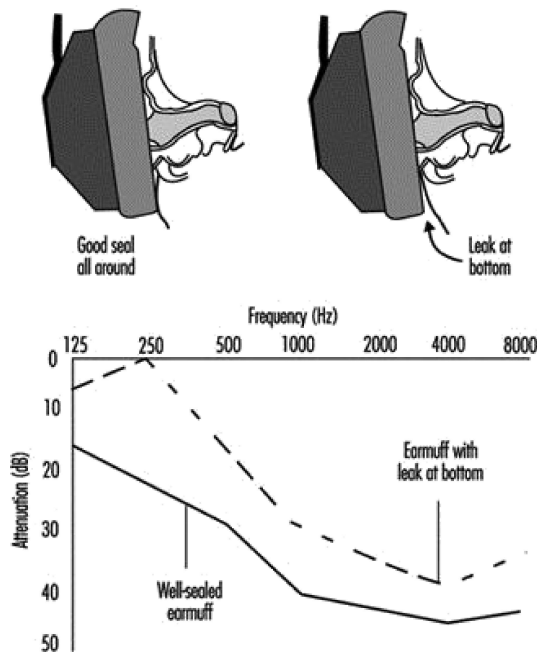 Good seal
all around
Leak at
bottom
Frequency (Hz)
125 250 500 1000 2000 4000 8000
0
10
20
30
40
50
Attenuation (dB)
Earmuff with
leak at bottom
Well-sealed
earmuff